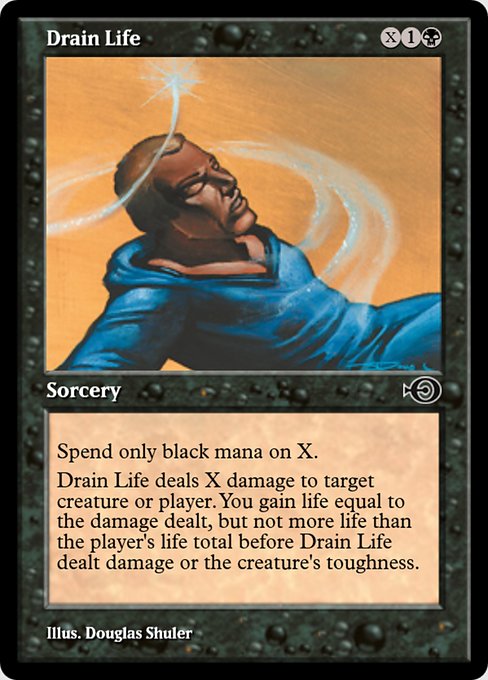 Drain Life X 1
Sorcery
Spend only black mana on X.
Drain Life deals X damage to target
creature or player. You gain life equal to
the damage dealt, but not more life than
the player's life total before Drain Life
dealt damage or the creature's toughness.
Illus. Douglas Shuler